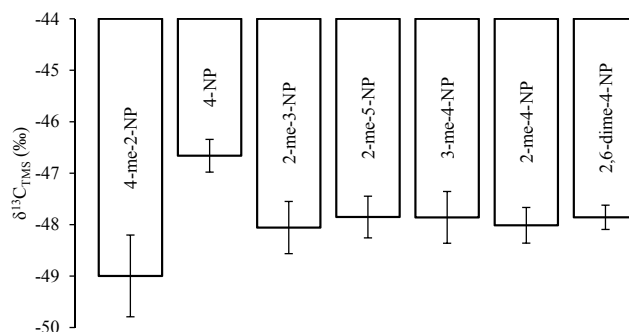 -44
-45
-46
-47
-48
-49
-50
δ¹³C_TMS (‰)
4-me-2-NP
4-NP
2-me-3-NP
2-me-5-NP
3-me-4-NP
2-me-4-NP
2,6-dime-4-NP